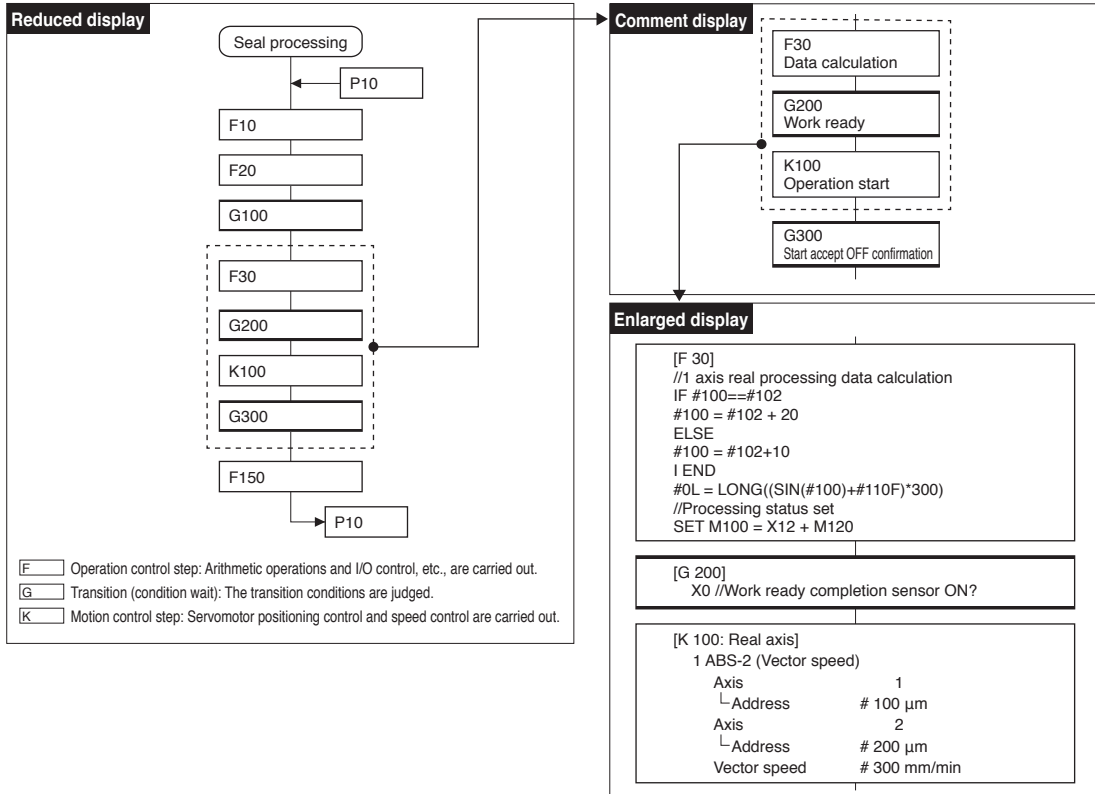 Reduced display
Seal processing
P10
F10
F20
G100
F30
G200
K100
G300
F150
P10
F Operation control step: Arithmetic operations and I/O control, etc., are carried out.
G Transition (condition wait): The transition conditions are judged.
K Motion control step: Servomotor positioning control and speed control are carried out.
Comment display
F30
Data calculation
G200
Work ready
K100
Operation start
G300
Start accept OFF confirmation
Enlarged display
[F 30]
//1 axis real processing data calculation
IF #100==#102
#100 = #102 + 20
ELSE
#100 = #102+10
I END
#0L = LONG((SIN(#100)+#110F)*300)
//Processing status set
SET M100 = X12 + M120
[G 200]
X0 //Work ready completion sensor ON?
[K 100: Real axis]
1 ABS-2 (Vector speed)
Axis 1
Address # 100 μm
Axis 2
Address # 200 μm
Vector speed # 300 mm/min